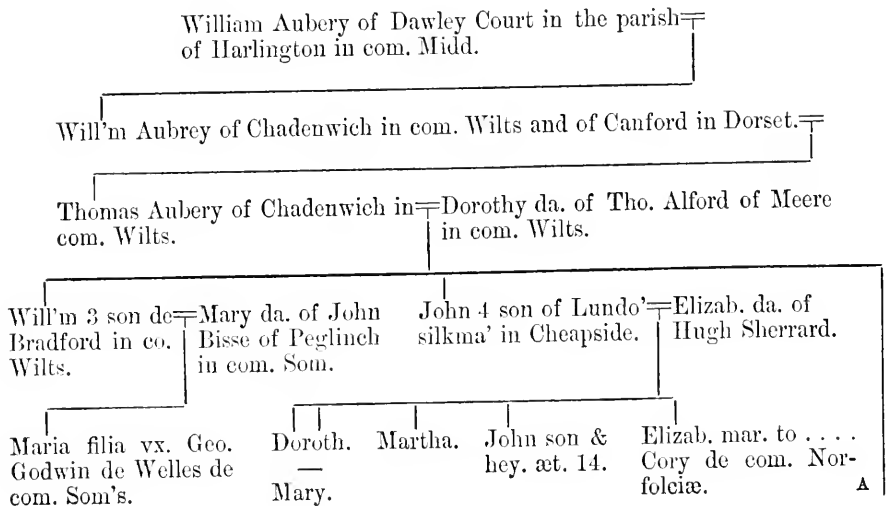 William Aubery of Dawley Court in the parish
of Harlington in com. Midd.
Will'm Aubrey of Chadenwich in com. Wilts and of Canford in Dorset.
Thomas Aubery of Chadenwich in
com. Wilts.
Dorothy da. of Tho. Alford of Meere
in com. Wilts.
Will'm 3 son de
Bradford in co.
Wilts.
Mary da. of John
Bisse of Peglinch
in com. Som.
John 4 son of Lundo'
silkma' in Cheapside.
Elizab. da. of
Hugh Sherrard.
Maria filia vx. Geo.
Godwin de Welles de
com. Som's.
Doroth.
—
Mary.
Martha.
John son &
hey. æt. 14.
Elizab. mar. to . . . .
Cory de com. Nor-
folciæ.
A